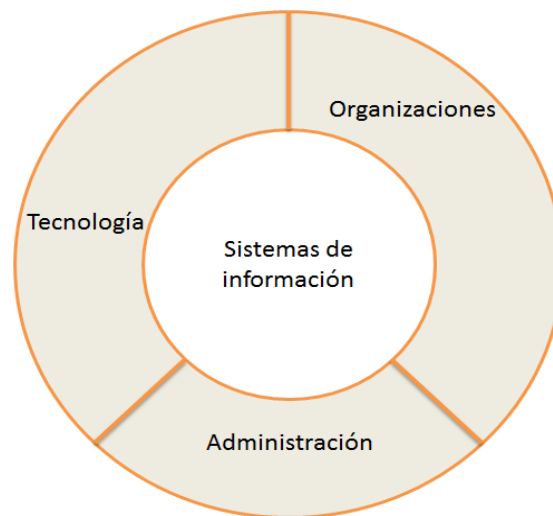 Organizaciones
Tecnología
Sistemas de
información
Administración